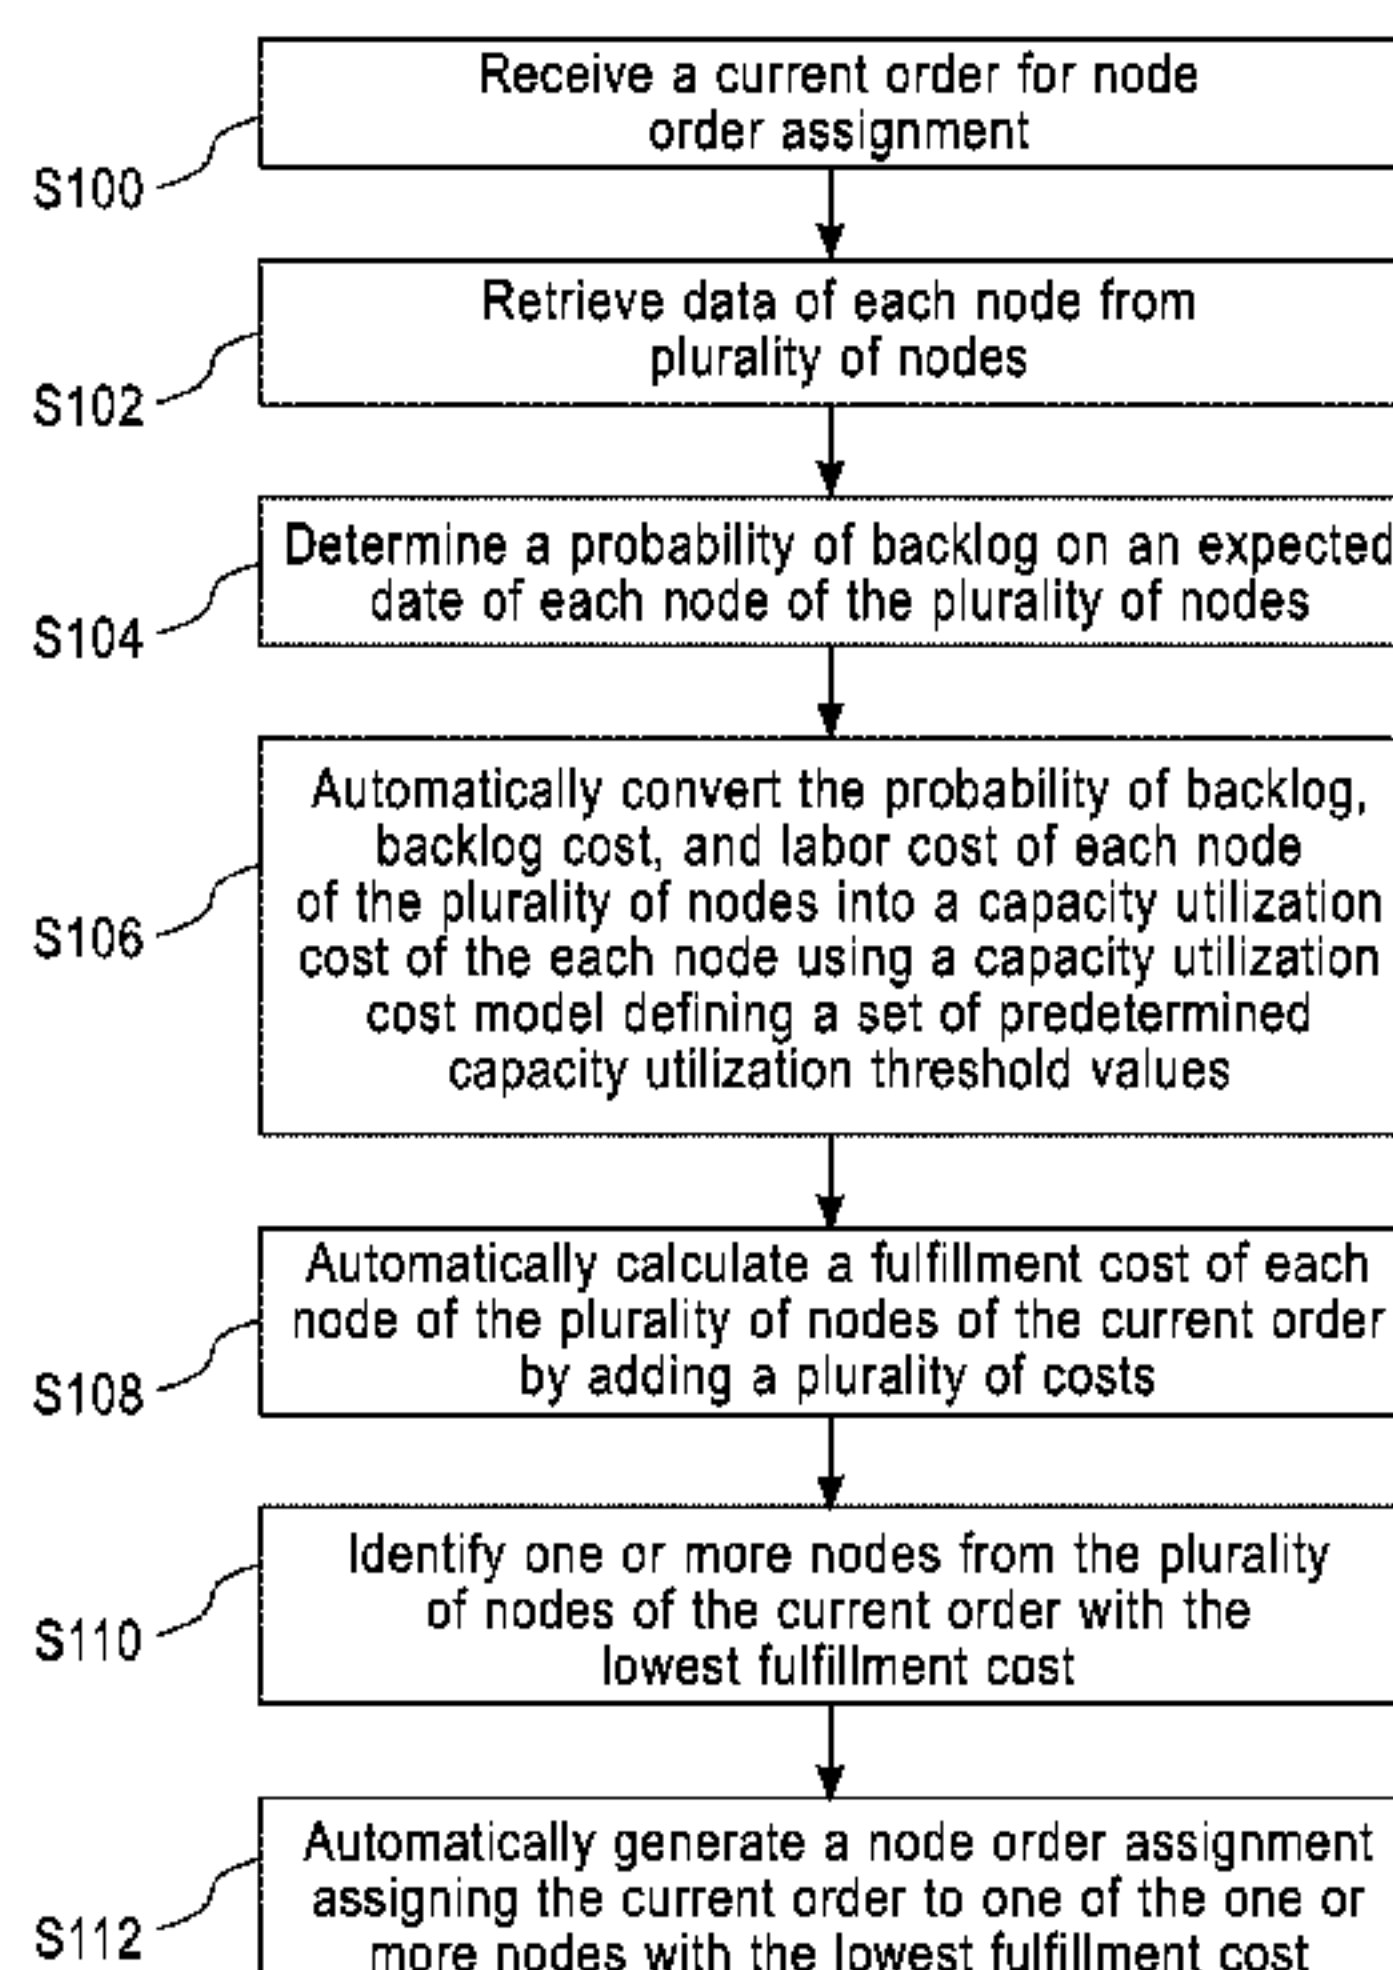 Receive a current order for node
order assignment
S100
Retrieve data of each node from
plurality of nodes
S102
Determine a probability of backlog on an expected
date of each node of the plurality of nodes
S104
Automatically convert the probability of backlog,
backlog cost, and labor cost of each node
of the plurality of nodes into a capacity utilization
cost of the each node using a capacity utilization
cost model defining a set of predetermined
capacity utilization threshold values
S106
Automatically calculate a fulfillment cost of each
node of the plurality of nodes of the current order
by adding a plurality of costs
S108
Identify one or more nodes from the plurality
of nodes of the current order with the
lowest fulfillment cost
S110
Automatically generate a node order assignment
assigning the current order to one of the one or
more nodes with the lowest fulfillment cost
S112